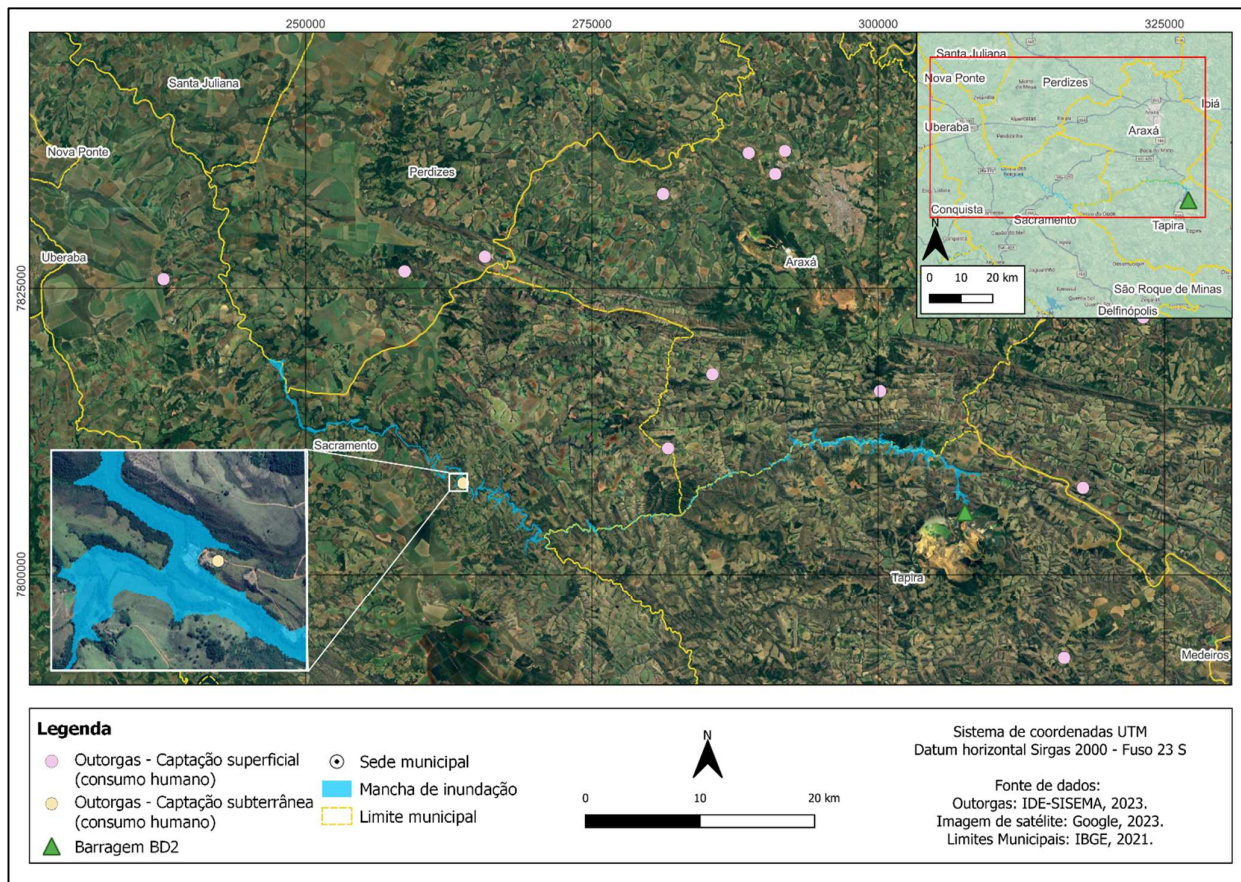 250000
275000
300000
325000
7825000
7800000
Santa Juliana
Nova Ponte
Perdizes
Uberaba
Araxá
Sacramento
Tapira
Medeiros
Santa Juliana
Nova Ponte
Perdizes
Ibiá
Uberaba
Araxá
Conquista
Sacramento
Tapira
São Roque de Minas
Delfinópolis
N
0 10 20 km
Legenda
Outorgas - Captação superficial
(consumo humano)
Outorgas - Captação subterrânea
(consumo humano)
Barragem BD2
Sede municipal
Mancha de inundação
Limite municipal
N
0 10 20 km
Sistema de coordenadas UTM
Datum horizontal Sirgas 2000 - Fuso 23 S
Fonte de dados:
Outorgas: IDE-SISEMA, 2023.
Imagem de satélite: Google, 2023.
Limites Municipais: IBGE, 2021.